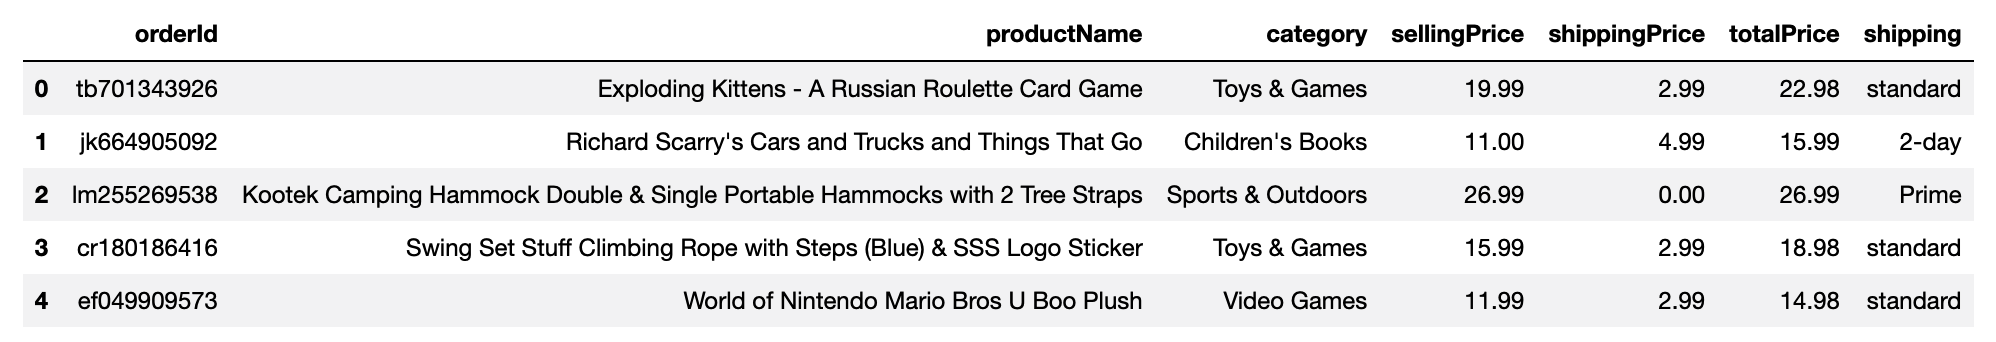 orderId productName category sellingPrice shippingPrice totalPrice shipping
0 tb701343926 Exploding Kittens - A Russian Roulette Card Game Toys & Games 19.99 2.99 22.98 standard
1 jk664905092 Richard Scarry's Cars and Trucks and Things That Go Children's Books 11.00 4.99 15.99 2-day
2 lm255269538 Kootek Camping Hammock Double & Single Portable Hammocks with 2 Tree Straps Sports & Outdoors 26.99 0.00 26.99 Prime
3 cr180186416 Swing Set Stuff Climbing Rope with Steps (Blue) & SSS Logo Sticker Toys & Games 15.99 2.99 18.98 standard
4 ef049909573 World of Nintendo Mario Bros U Boo Plush Video Games 11.99 2.99 14.98 standard